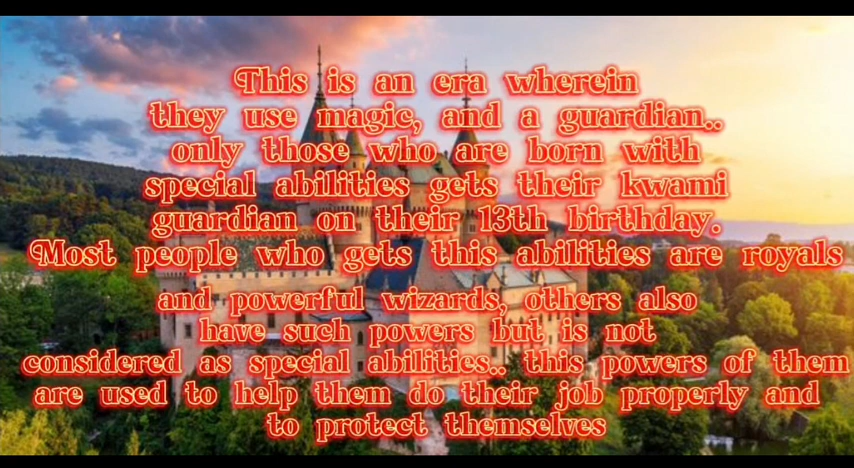 This is an era wherein
they use magic, and a guardian..
only those who are born with
special abilities gets their kwami
guardian on their 13th birthday.
Most people who gets this abilities are royals
and powerful wizards, others also
have such powers but is not
considered as special abilities.. this powers of them
are used to help them do their job properly and
to protect themselves